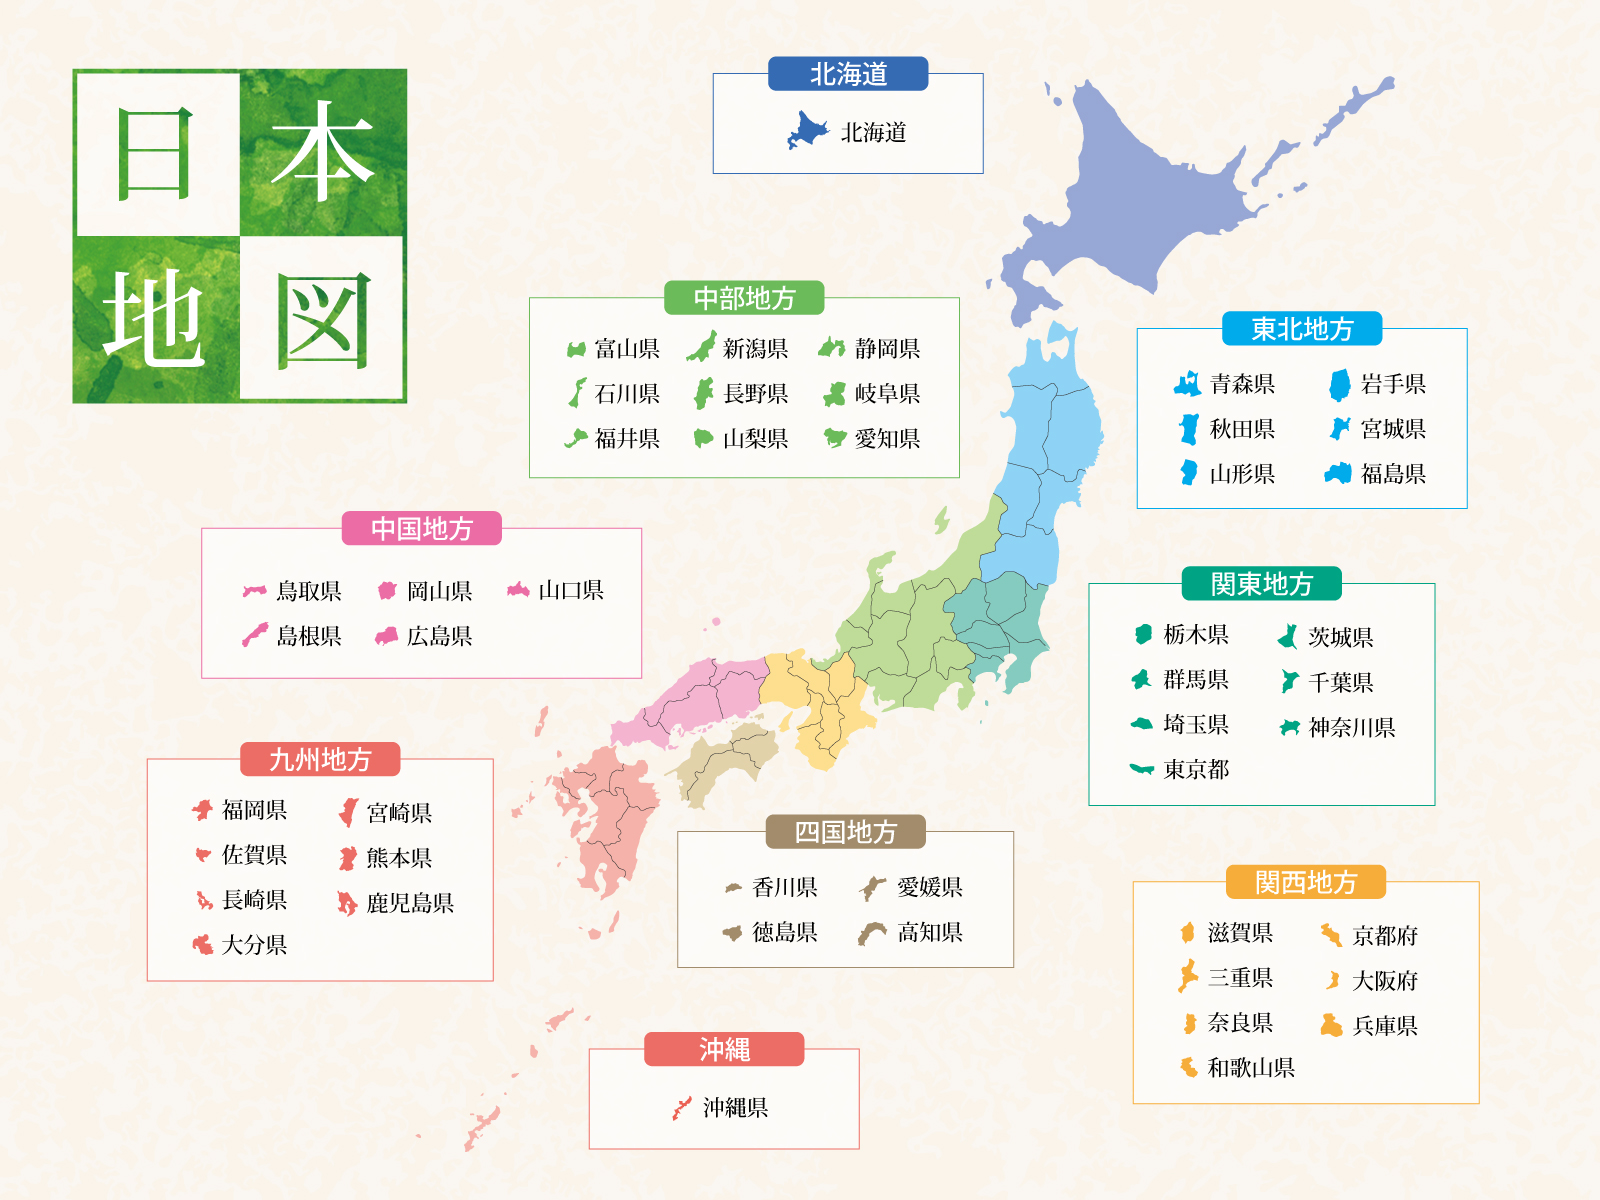 日本
地図
北海道
北海道
中部地方
富山県 新潟県 静岡県
石川県 長野県 岐阜県
福井県 山梨県 愛知県
東北地方
青森県 岩手県
秋田県 宮城県
山形県 福島県
中国地方
鳥取県 岡山県 山口県
島根県 広島県
関東地方
栃木県 茨城県
群馬県 千葉県
埼玉県 神奈川県
東京都
九州地方
福岡県 宮崎県
佐賀県 熊本県
長崎県 鹿児島県
大分県
四国地方
香川県 愛媛県
徳島県 高知県
関西地方
滋賀県 京都府
三重県 大阪府
奈良県 兵庫県
和歌山県
沖縄
沖縄県